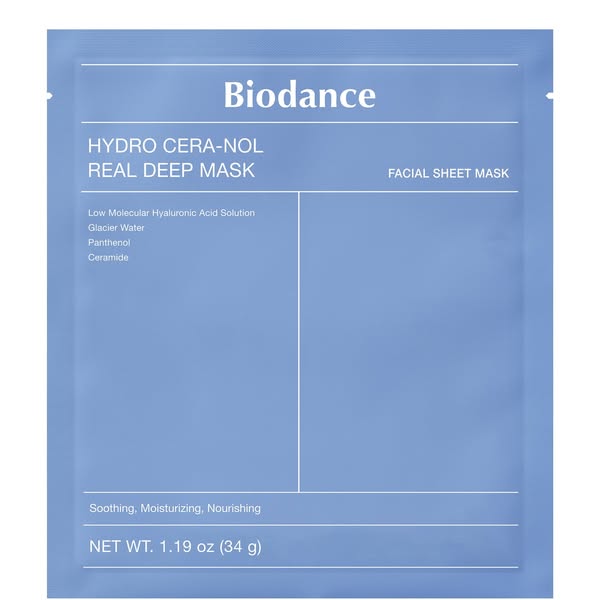 Biodance
HYDRO CERA-NOL
REAL DEEP MASK
FACIAL SHEET MASK
Low Molecular Hyaluronic Acid Solution
Glacier Water
Panthenol
Ceramide
Soothing, Moisturizing, Nourishing
NET WT. 1.19 oz (34 g)